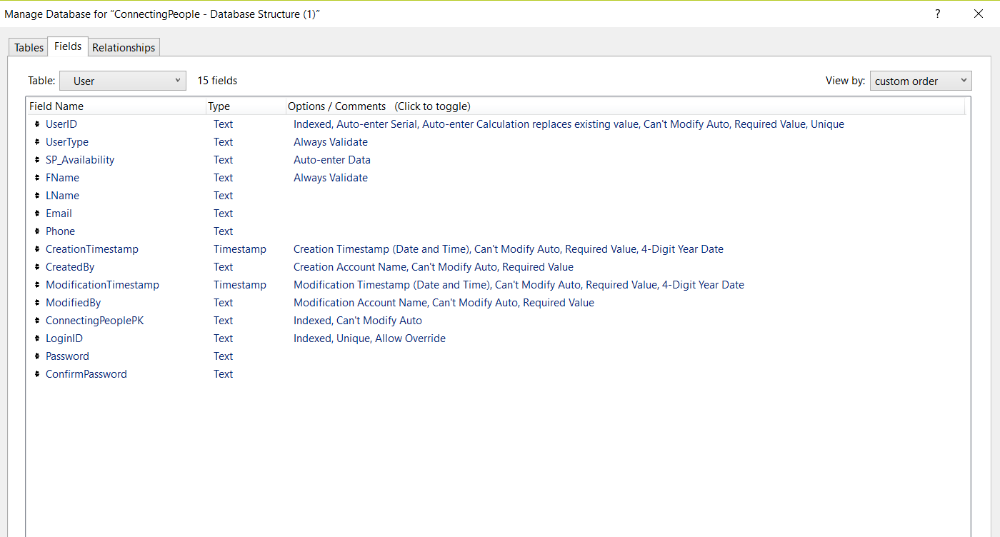 Manage Database for "ConnectingPeople - Database Structure (1)" ?
Tables Fields Relationships
Table: User 15 fields View by: custom order
Field Name Type Options / Comments (Click to toggle)
UserID Text Indexed, Auto-enter Serial, Auto-enter Calculation replaces existing value, Can't Modify Auto, Required Value, Unique
UserType Text Always Validate
SP_Availability Text Auto-enter Data
FName Text Always Validate
LName Text
Email Text
Phone Text
CreationTimestamp Timestamp Creation Timestamp (Date and Time), Can't Modify Auto, Required Value, 4-Digit Year Date
CreatedBy Text Creation Account Name, Can't Modify Auto, Required Value
ModificationTimestamp Timestamp Modification Timestamp (Date and Time), Can't Modify Auto, Required Value, 4-Digit Year Date
ModifiedBy Text Modification Account Name, Can't Modify Auto, Required Value
ConnectingPeoplePK Text Indexed, Can't Modify Auto
LoginID Text Indexed, Unique, Allow Override
Password Text
ConfirmPassword Text